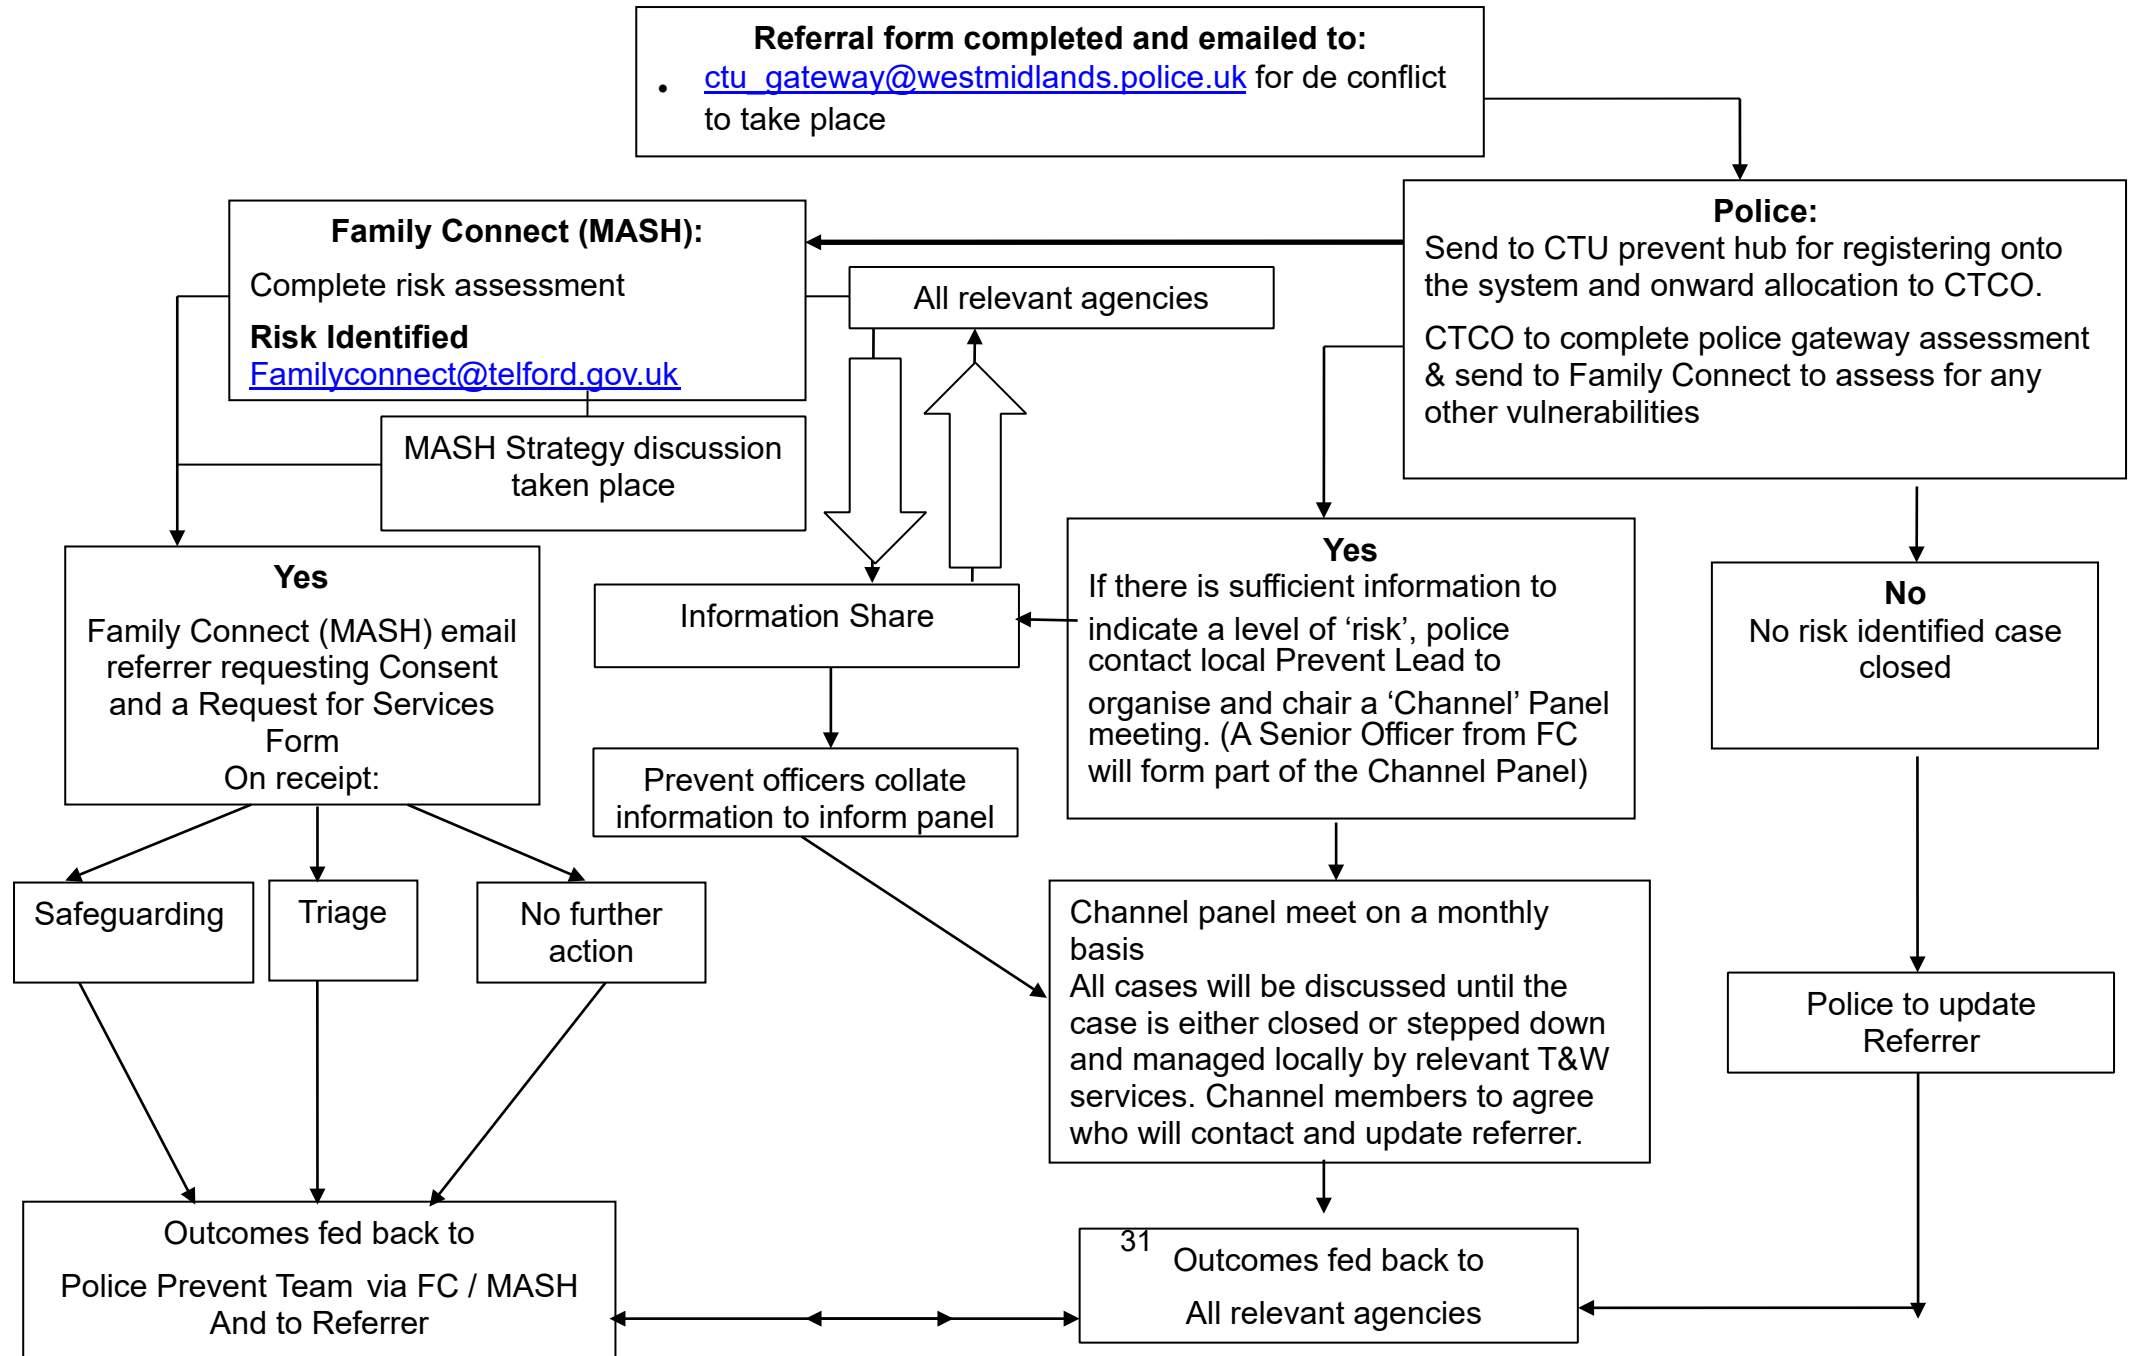 Referral form completed and emailed to:
• ctu_gateway@westmidlands.police.uk for de conflict
to take place
Police:
Send to CTU prevent hub for registering onto
the system and onward allocation to CTCO.
CTCO to complete police gateway assessment
& send to Family Connect to assess for any
other vulnerabilities
Family Connect (MASH):
Complete risk assessment
Risk Identified
Familyconnect@telford.gov.uk
All relevant agencies
MASH Strategy discussion
taken place
Yes
Family Connect (MASH) email
referrer requesting Consent
and a Request for Services
Form
On receipt:
Information Share
Yes
If there is sufficient information to
indicate a level of ‘risk’, police
contact local Prevent Lead to
organise and chair a ‘Channel’ Panel
meeting. (A Senior Officer from FC
will form part of the Channel Panel)
No
No risk identified case
closed
Prevent officers collate
information to inform panel
Safeguarding
Triage
No further
action
Channel panel meet on a monthly
basis
All cases will be discussed until the
case is either closed or stepped down
and managed locally by relevant T&W
services. Channel members to agree
who will contact and update referrer.
Police to update
Referrer
Outcomes fed back to
Police Prevent Team via FC / MASH
And to Referrer
31
Outcomes fed back to
All relevant agencies